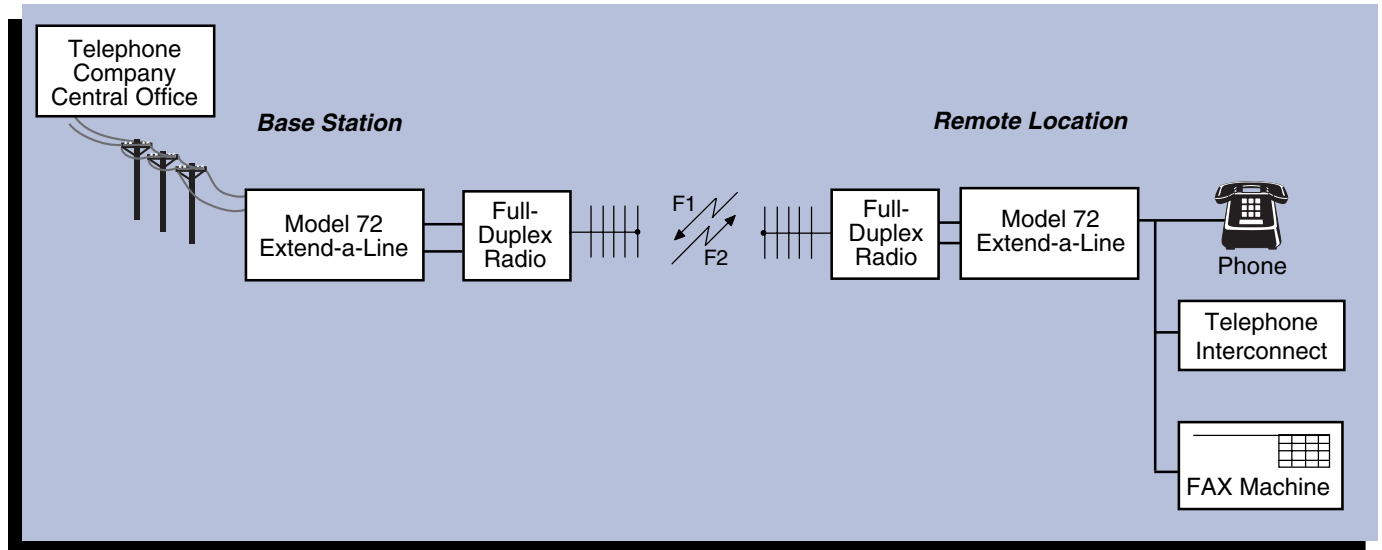 Telephone
Company
Central Office
Base Station
Remote Location
Model 72
Extend-a-Line
Full-
Duplex
Radio
F1
F2
Full-
Duplex
Radio
Model 72
Extend-a-Line
Phone
Telephone
Interconnect
FAX Machine